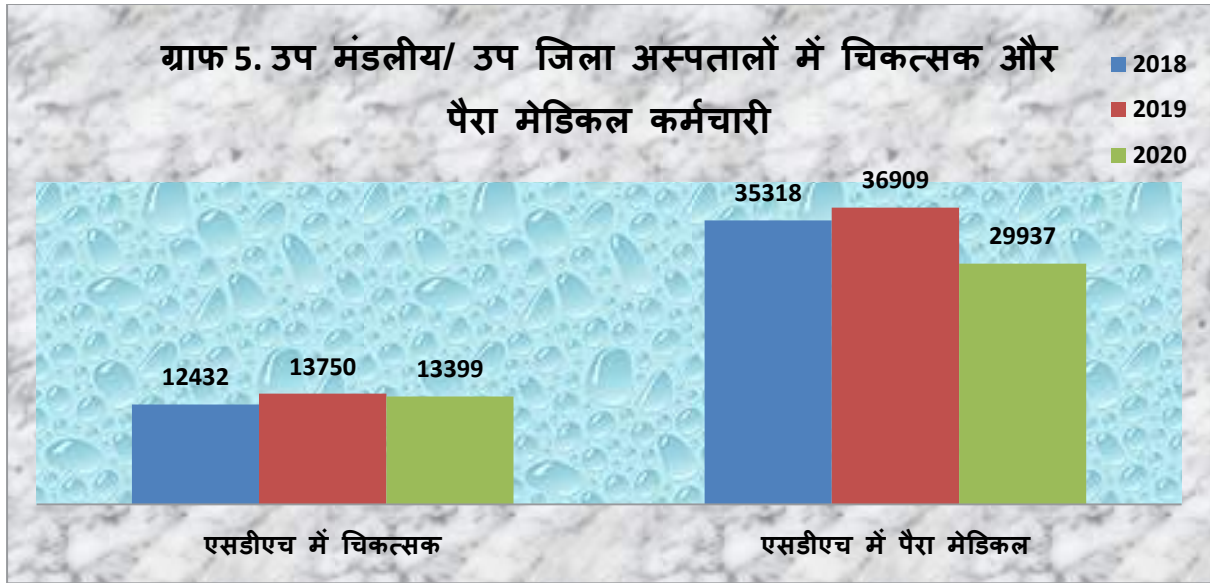 ग्राफ 5. उप मंडलीय/ उप जिला अस्पतालों में चिकत्सक और
पैरा मेडिकल कर्मचारी
2018
2019
2020
12432
13750
13399
35318
36909
29937
एसडीएच में चिकत्सक
एसडीएच में पैरा मेडिकल